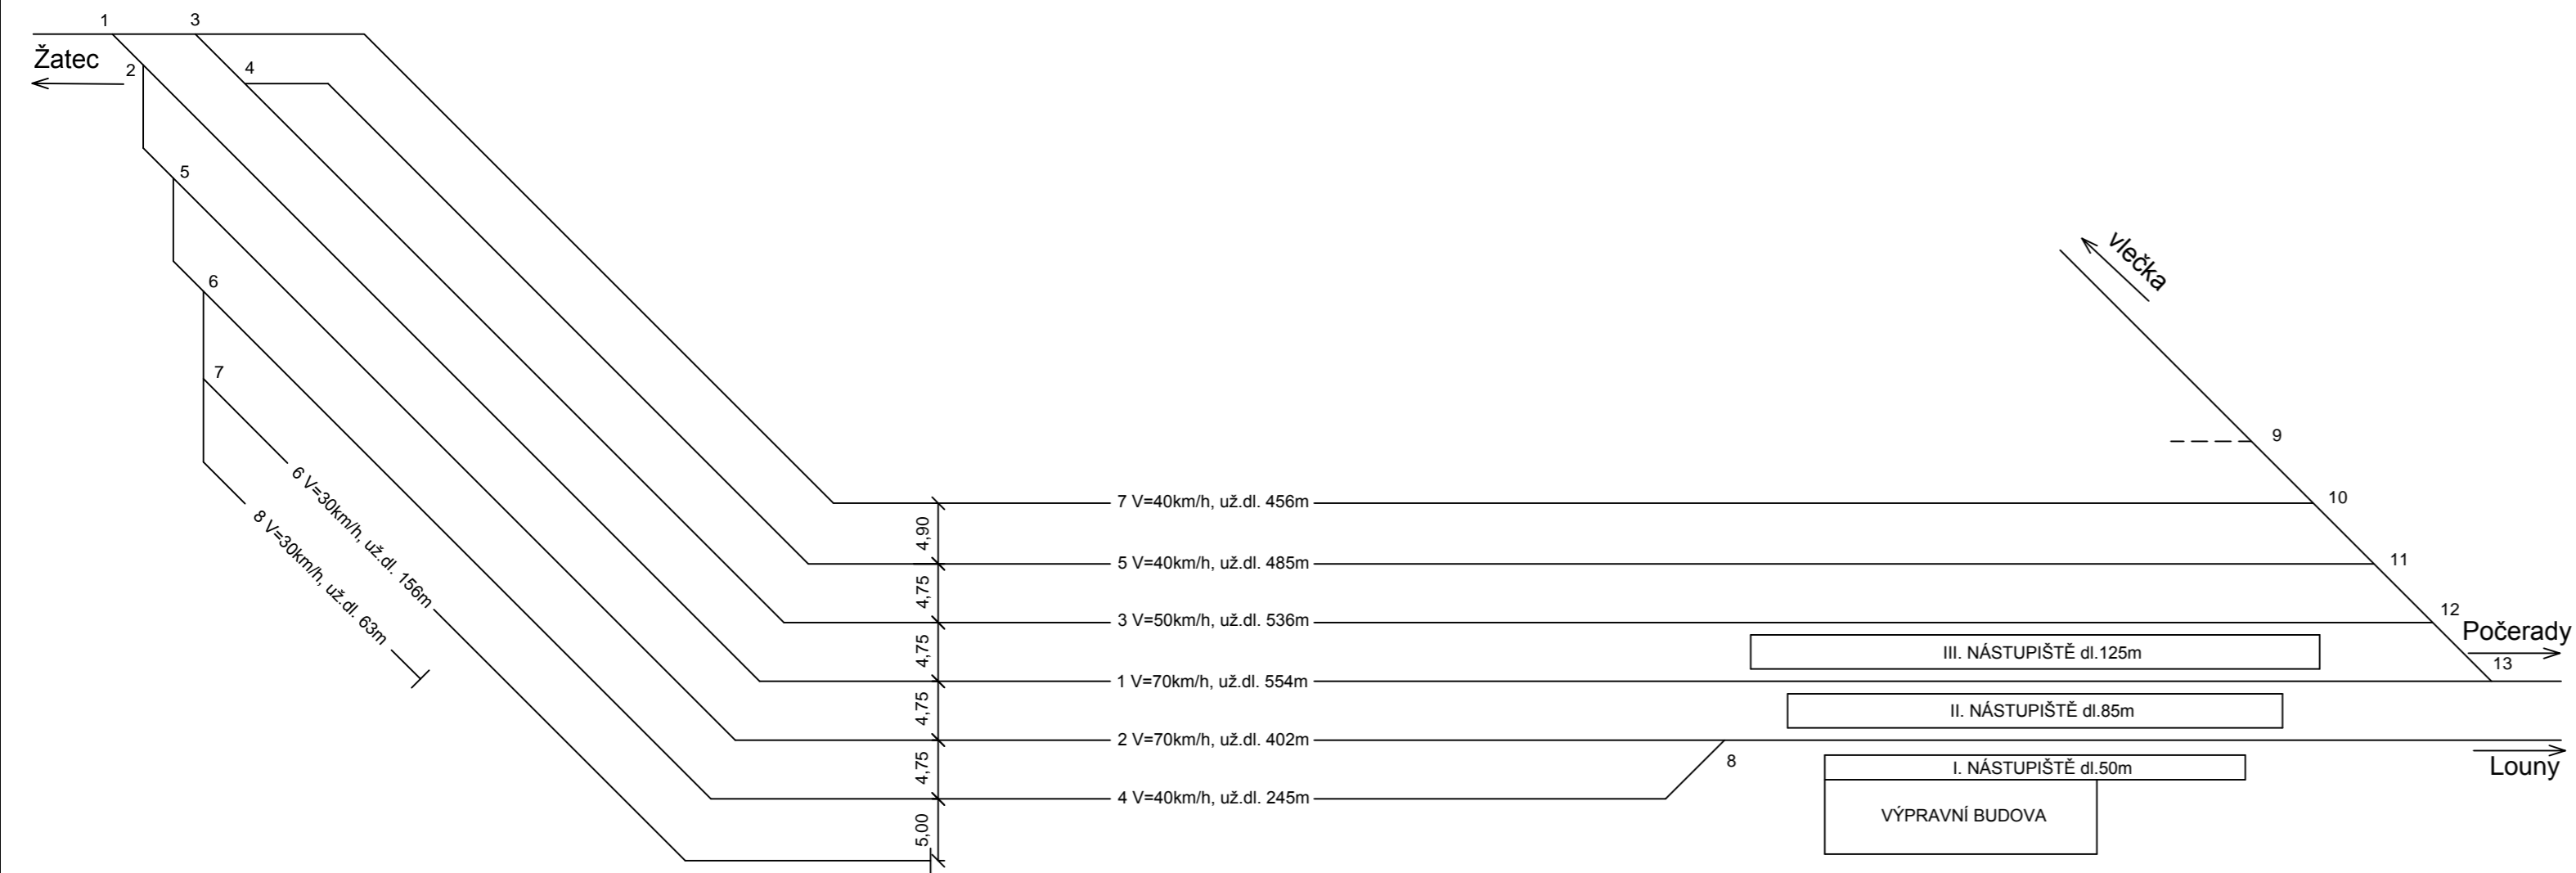 1
3
Žatec
2
4
5
6
7
6 V=30km/h, už.dl. 156m
8 V=30km/h, už.dl. 63m
vlečka
9
7 V=40km/h, už.dl. 456m
10
4,90
5 V=40km/h, už.dl. 485m
11
4,75
3 V=50km/h, už.dl. 536m
12
Počerady
4,75
III. NÁSTUPIŠTĚ dl.125m
13
1 V=70km/h, už.dl. 554m
4,75
II. NÁSTUPIŠTĚ dl.85m
2 V=70km/h, už.dl. 402m
4,75
8
I. NÁSTUPIŠTĚ dl.50m
Louny
4 V=40km/h, už.dl. 245m
5,00
VÝPRAVNÍ BUDOVA